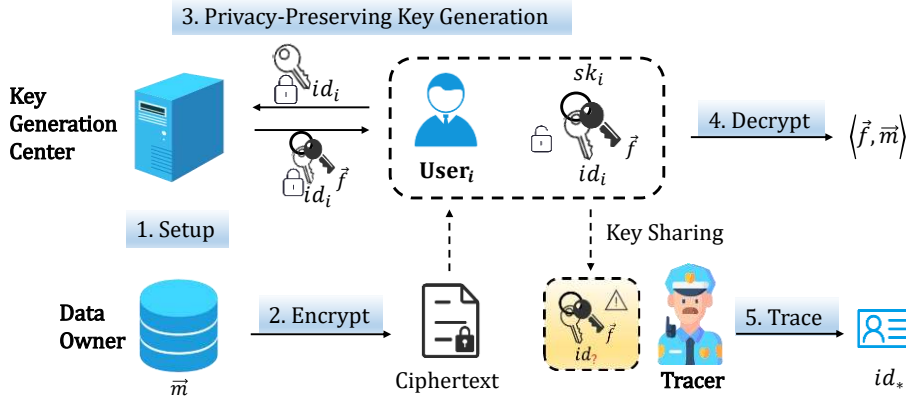 3. Privacy-Preserving Key Generation
Key
Generation
Center
id_i
id_i f⃗
User_i
sk_i
f⃗
id_i
4. Decrypt
⟨f⃗, m⃗⟩
1. Setup
Key Sharing
Data
Owner
m⃗
2. Encrypt
Ciphertext
f⃗
id_?
Tracer
5. Trace
id_*